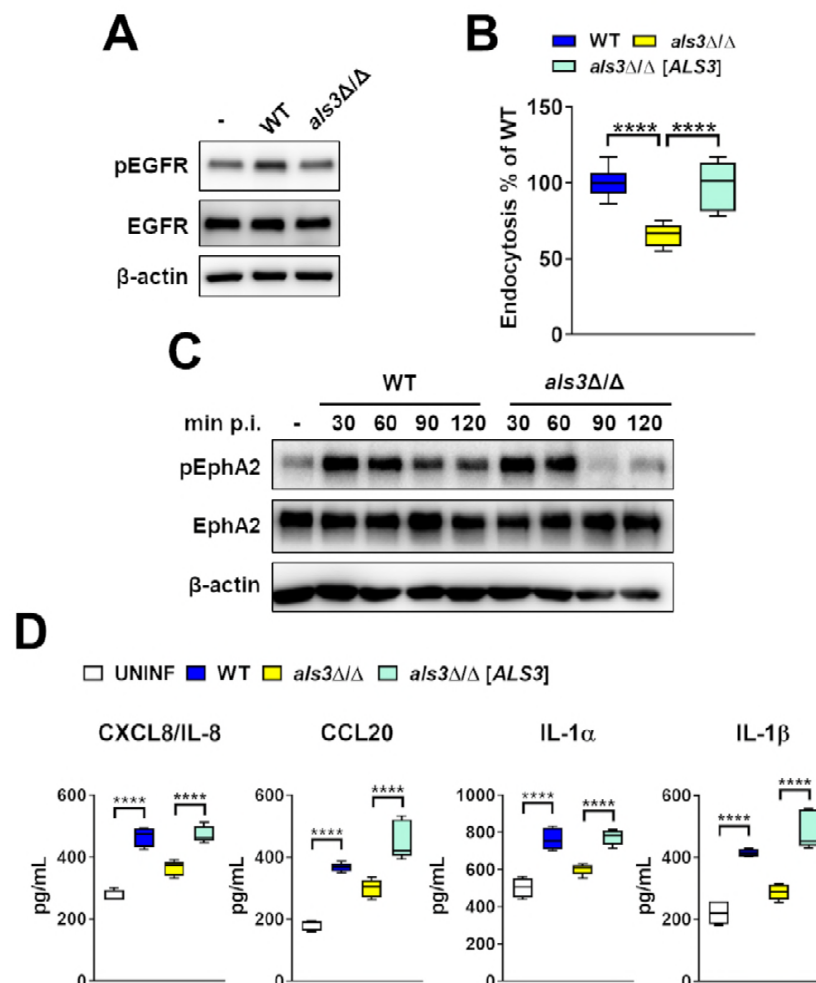 A
- WT als3Δ/Δ
pEGFR
EGFR
β-actin
B
WT als3Δ/Δ
als3Δ/Δ [ALS3]
Endocytosis % of WT
150
100
50
0
**** ****
C
WT als3Δ/Δ
min p.i. - 30 60 90 120 30 60 90 120
pEphA2
EphA2
β-actin
D
UNINF WT als3Δ/Δ als3Δ/Δ [ALS3]
CXCL8/IL-8
pg/mL
600
400
200
0
**** ****
CCL20
pg/mL
600
400
200
0
**** ****
IL-1α
pg/mL
1000
800
600
400
200
0
**** ****
IL-1β
pg/mL
600
400
200
0
**** ****